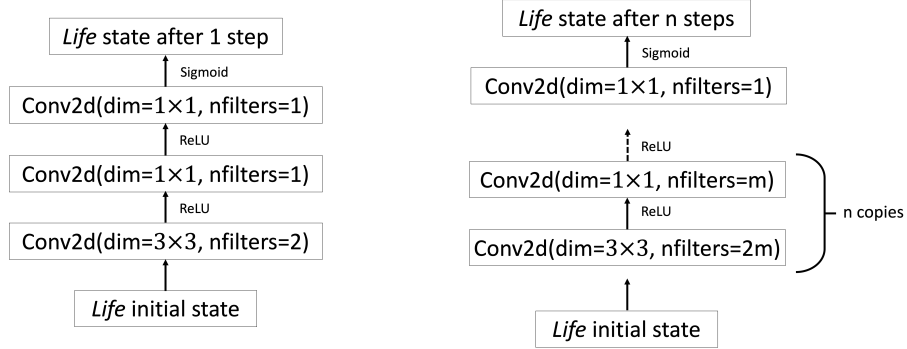 Life state after 1 step
Sigmoid
Conv2d(dim=1×1, nfilters=1)
ReLU
Conv2d(dim=1×1, nfilters=1)
ReLU
Conv2d(dim=3×3, nfilters=2)
Life initial state
Life state after n steps
Sigmoid
Conv2d(dim=1×1, nfilters=1)
ReLU
Conv2d(dim=1×1, nfilters=m)
ReLU
Conv2d(dim=3×3, nfilters=2m)
n copies
Life initial state